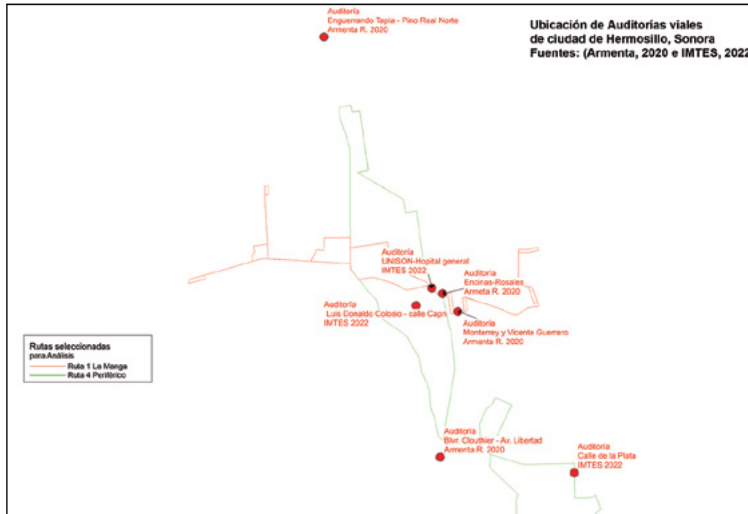 Auditoría
Enguerrando Tapia - Pino Real Norte
Armenta R. 2020
Ubicación de Auditorías viales
de ciudad de Hermosillo, Sonora
Fuentes: (Armenta, 2020 e IMTES, 2022
Auditoría
UNISON-Hopital general
IMTES 2022
Auditoría
Encinas-Rosales
Armeta R. 2020
Auditoría
Luis Donaldo Colosio - calle Capri
IMTES 2022
Auditoría
Monterrey y Vicente Guerrero
Armenta R. 2020
Rutas seleccionadas
para Análisis
Ruta 1 La Manga
Ruta 4 Periférico
Auditoría
Blvr. Clouthier - Av. Libertad
Armenta R. 2020
Auditoría
Calle de la Plata
IMTES 2022